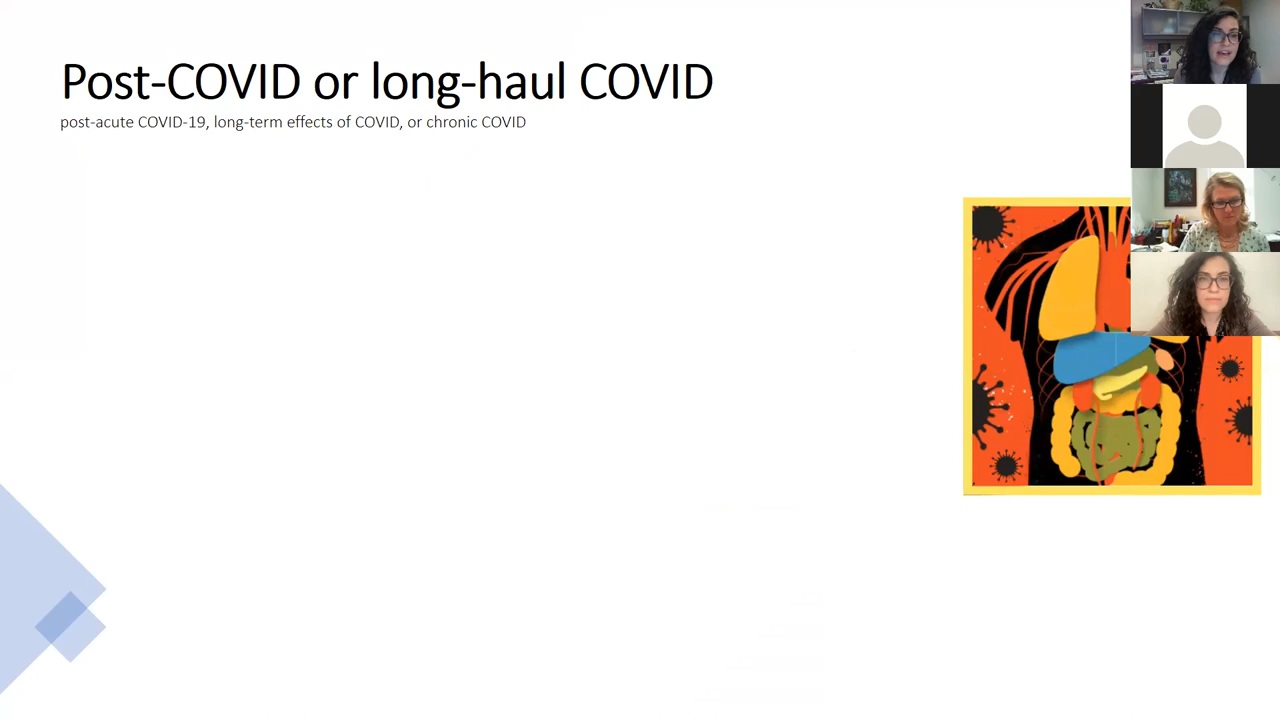 Post-COVID or long-haul COVID
post-acute COVID-19, long-term effects of COVID, or chronic COVID